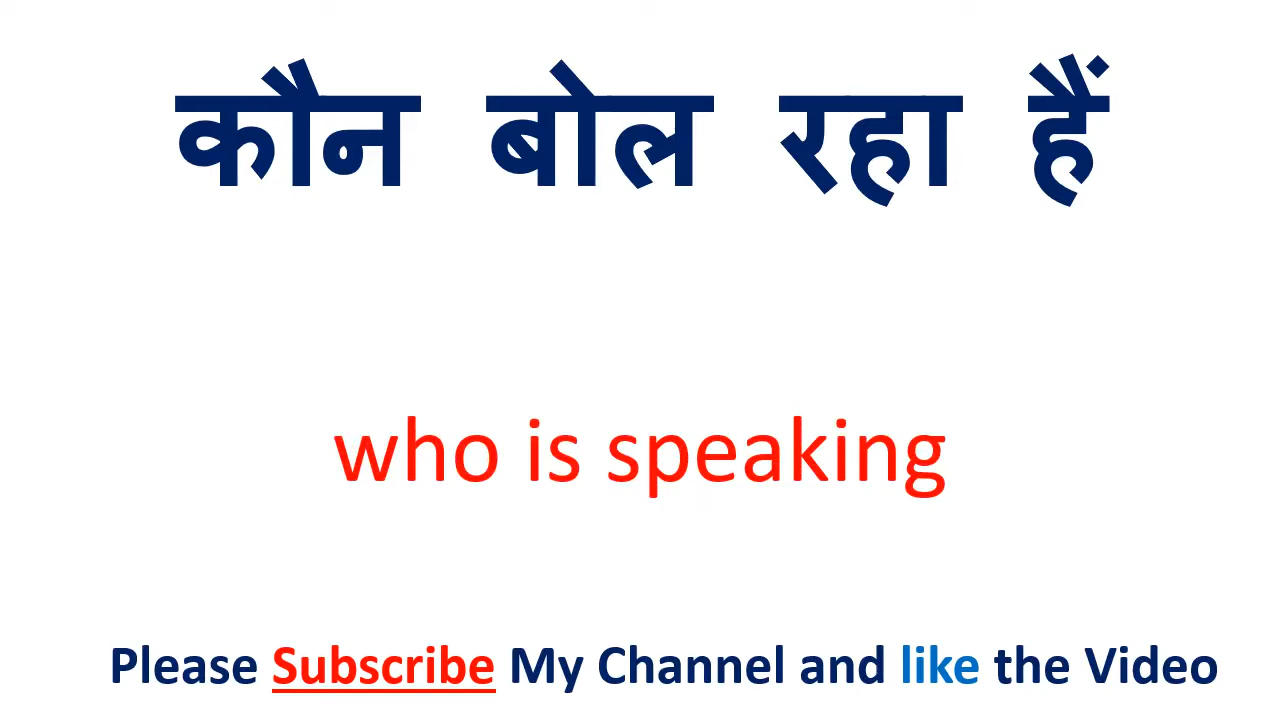 कौन बोल रहा हैं
who is speaking
Please Subscribe My Channel and like the Video